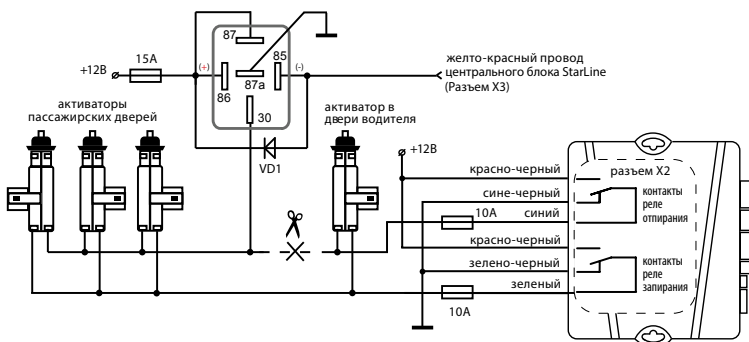 87
85
15А
+12В
(+)
(-)
87а
86
30
желто-красный провод
центрального блока StarLine
(Разъем Х3)
активаторы
пассажирских дверей
активатор в
двери водителя
VD1
+12В
красно-черный
разъем Х2
сине-черный
контакты
реле
отпирания
10А
синий
красно-черный
зелено-черный
контакты
реле
запирания
зеленый
10А